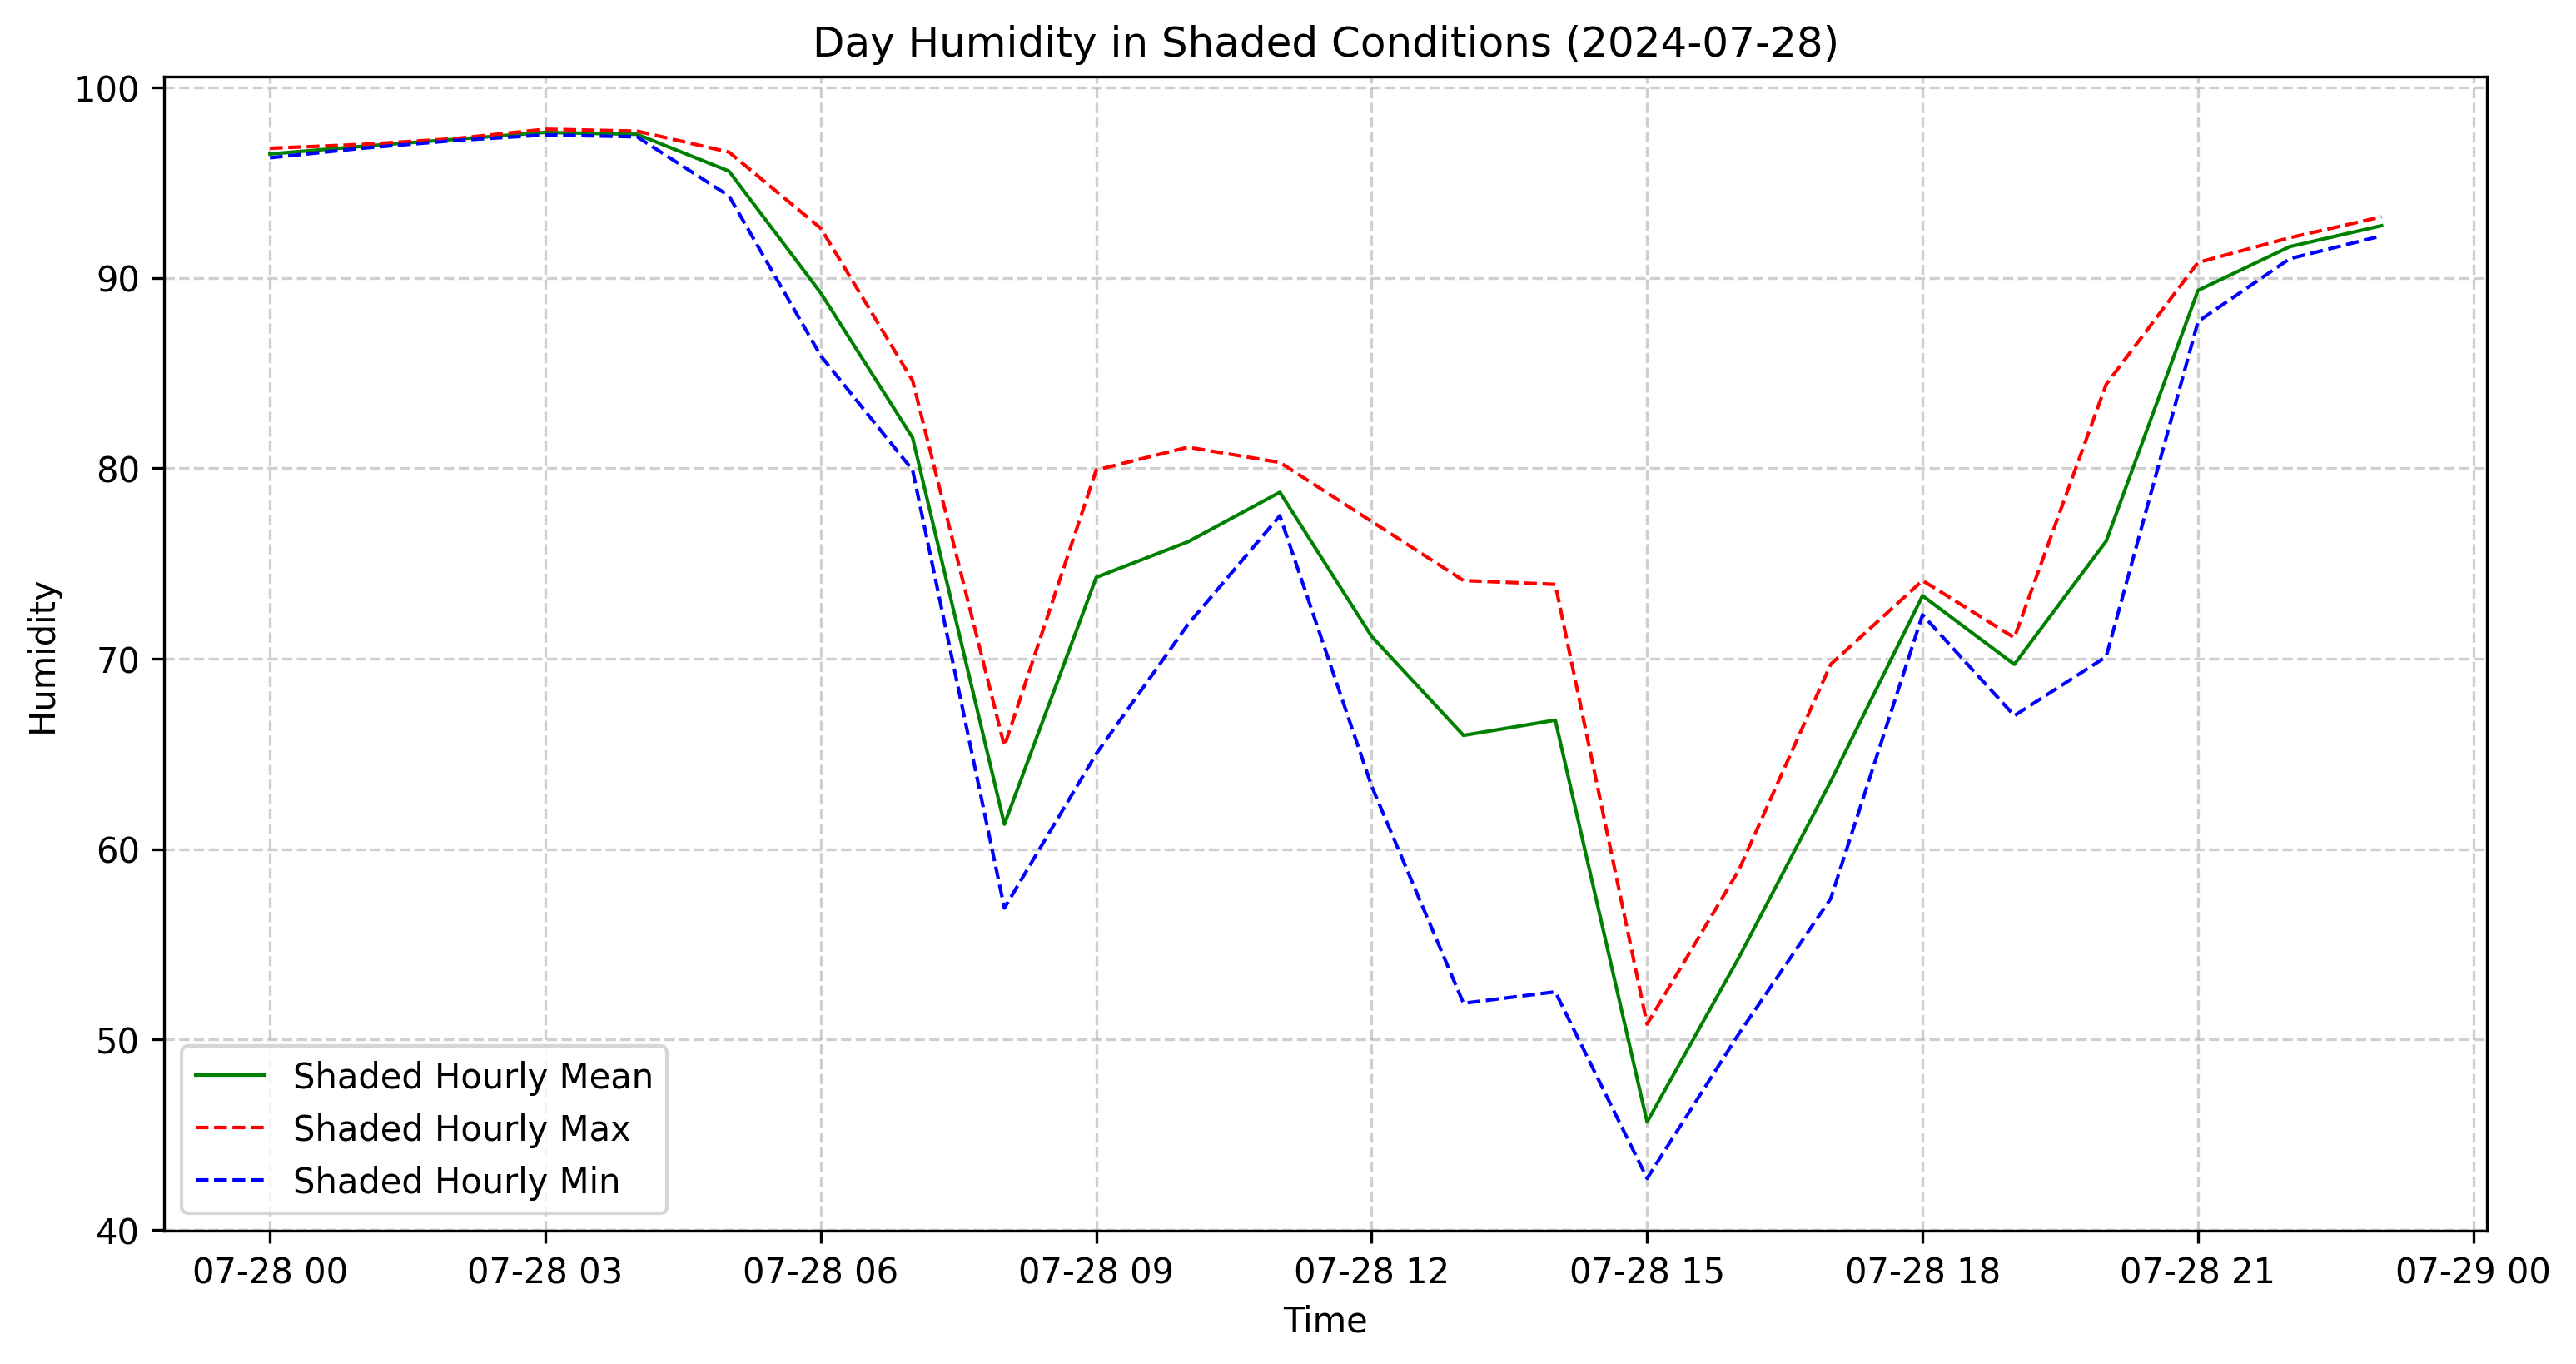 Day Humidity in Shaded Conditions (2024-07-28)
100
90
80
70
60
50
40
Humidity
Shaded Hourly Mean
Shaded Hourly Max
Shaded Hourly Min
07-28 00 07-28 03 07-28 06 07-28 09 07-28 12 07-28 15 07-28 18 07-28 21 07-29 00
Time